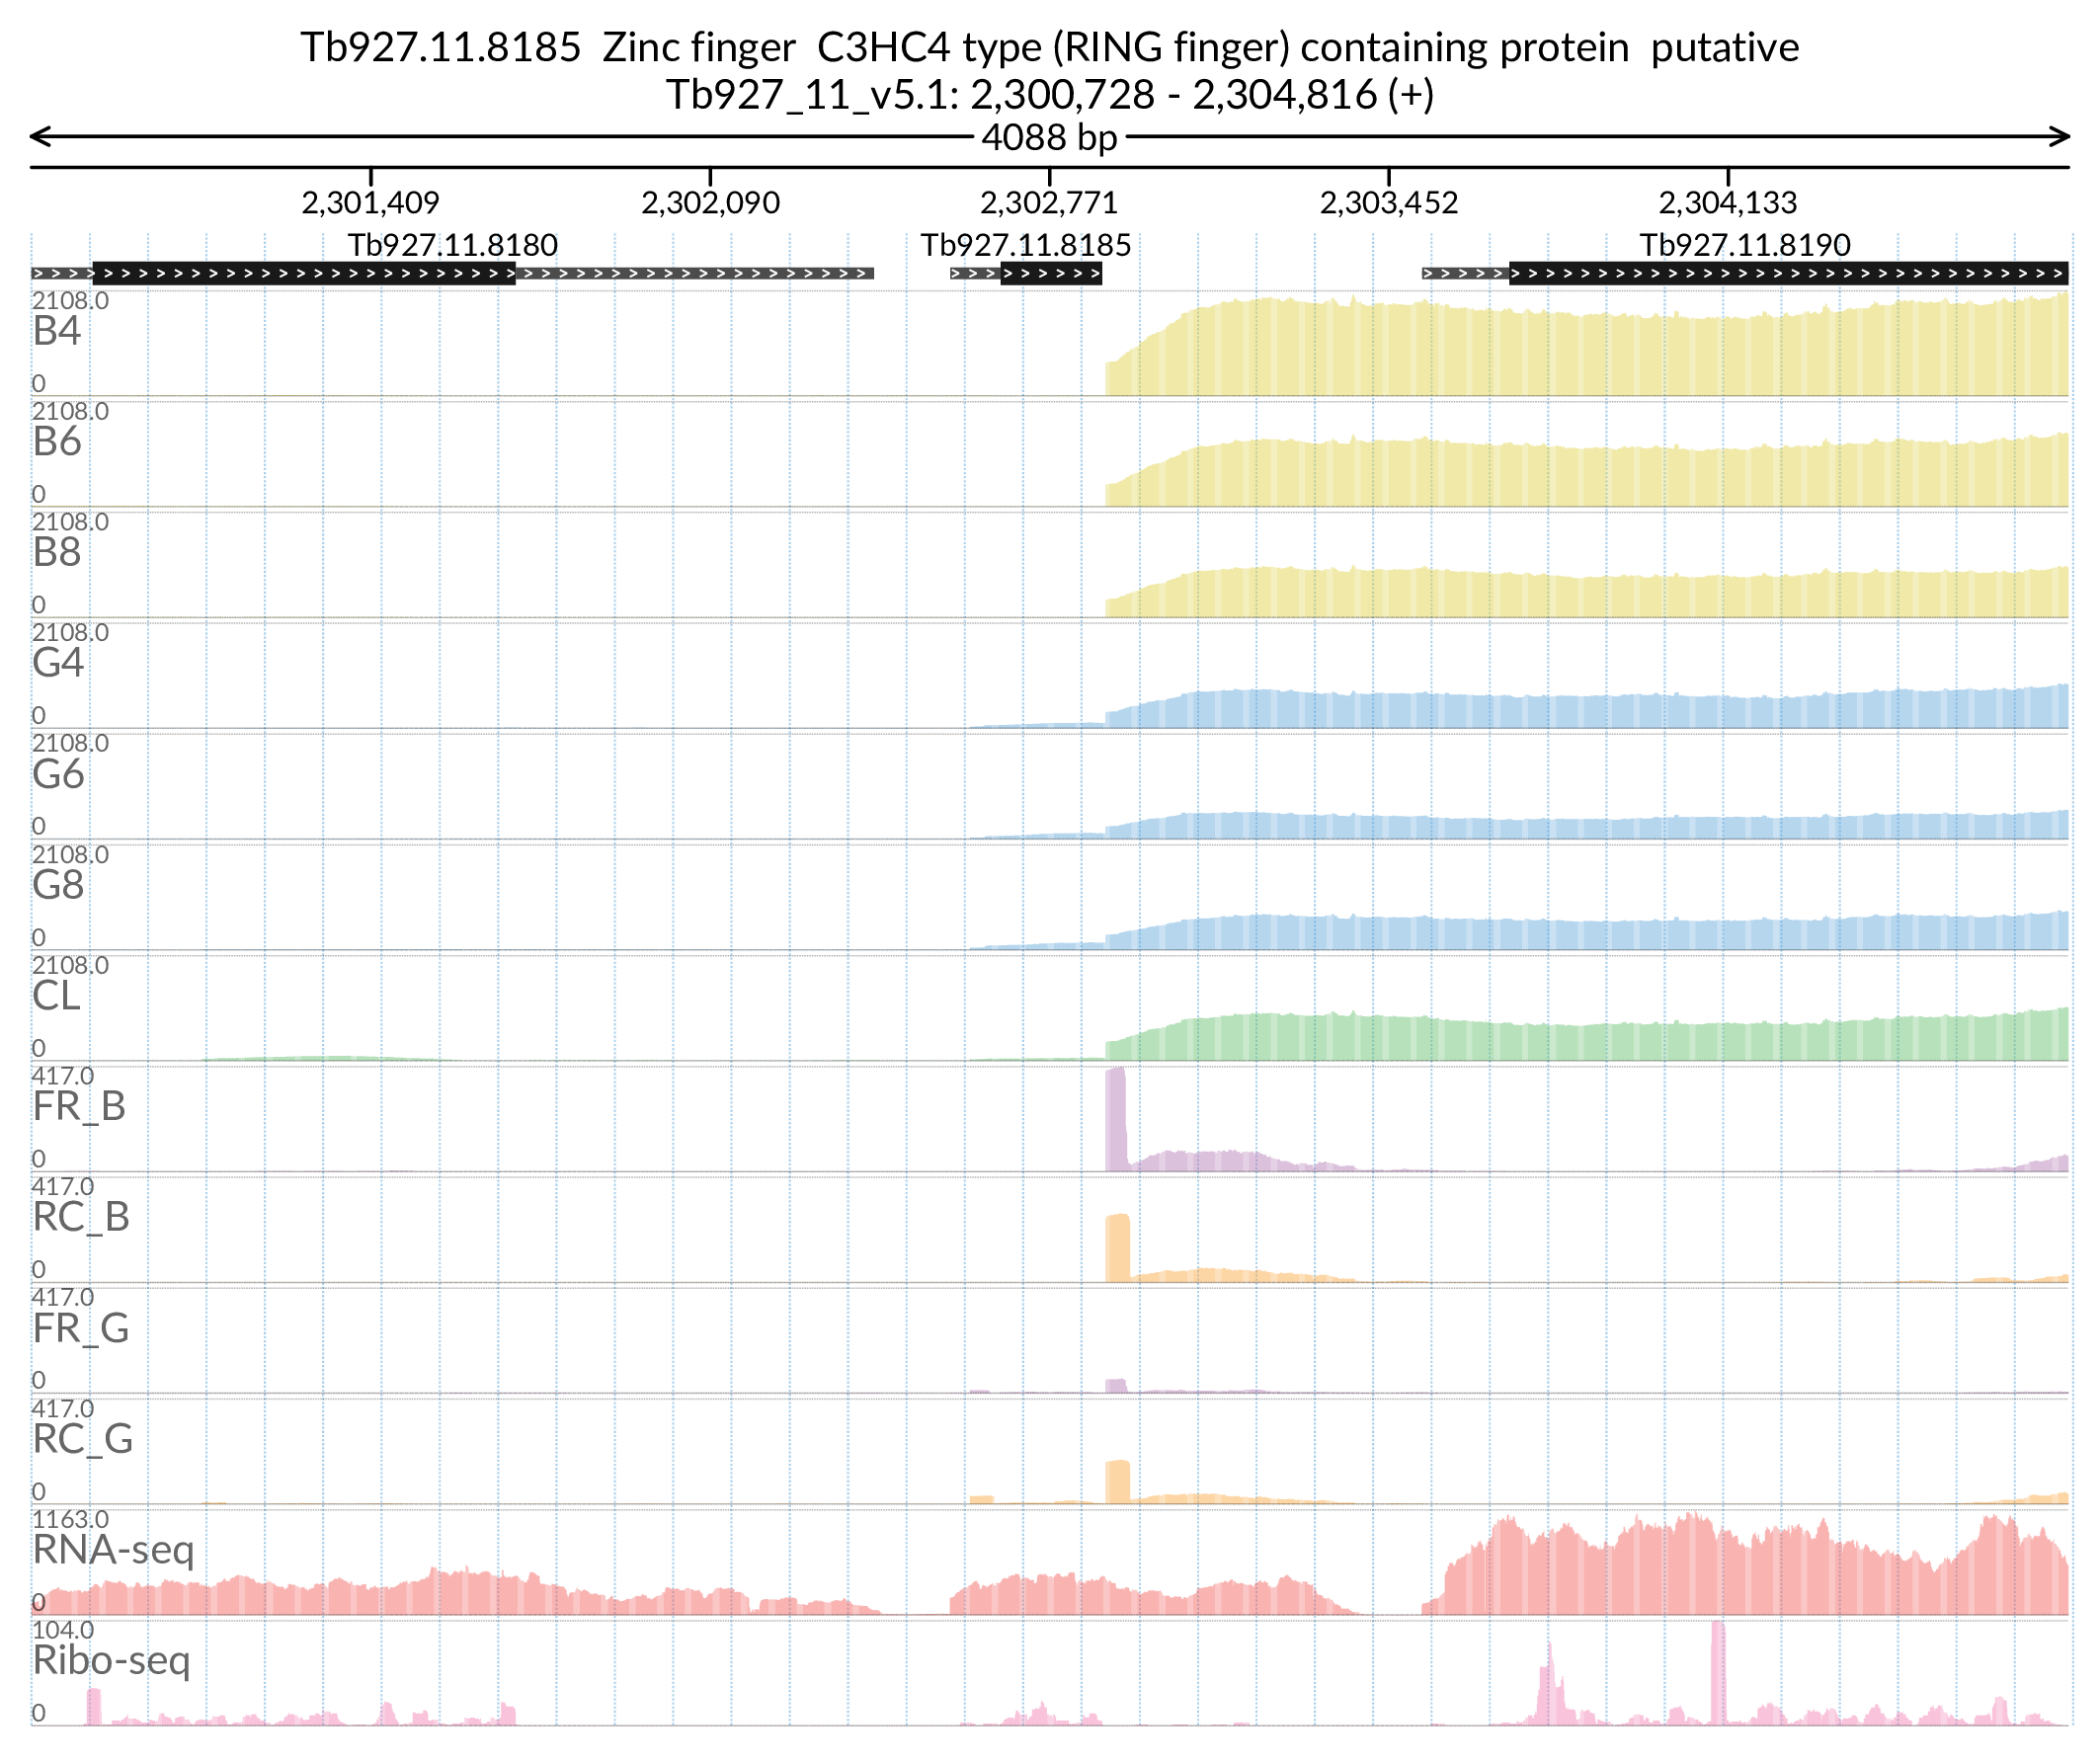 Tb927.11.8185  Zinc finger  C3HC4 type (RING finger) containing protein  putative
Tb927_11_v5.1: 2,300,728 - 2,304,816 (+)
4088 bp
2,301,409 2,302,090 2,302,771 2,303,452 2,304,133
Tb927.11.8180 Tb927.11.8185 Tb927.11.8190
2108.0
B4
0
2108.0
B6
0
2108.0
B8
0
2108.0
G4
0
2108.0
G6
0
2108.0
G8
0
2108.0
CL
0
417.0
FR_B
0
417.0
RC_B
0
417.0
FR_G
0
417.0
RC_G
0
1163.0
RNA-seq
0
104.0
Ribo-seq
0